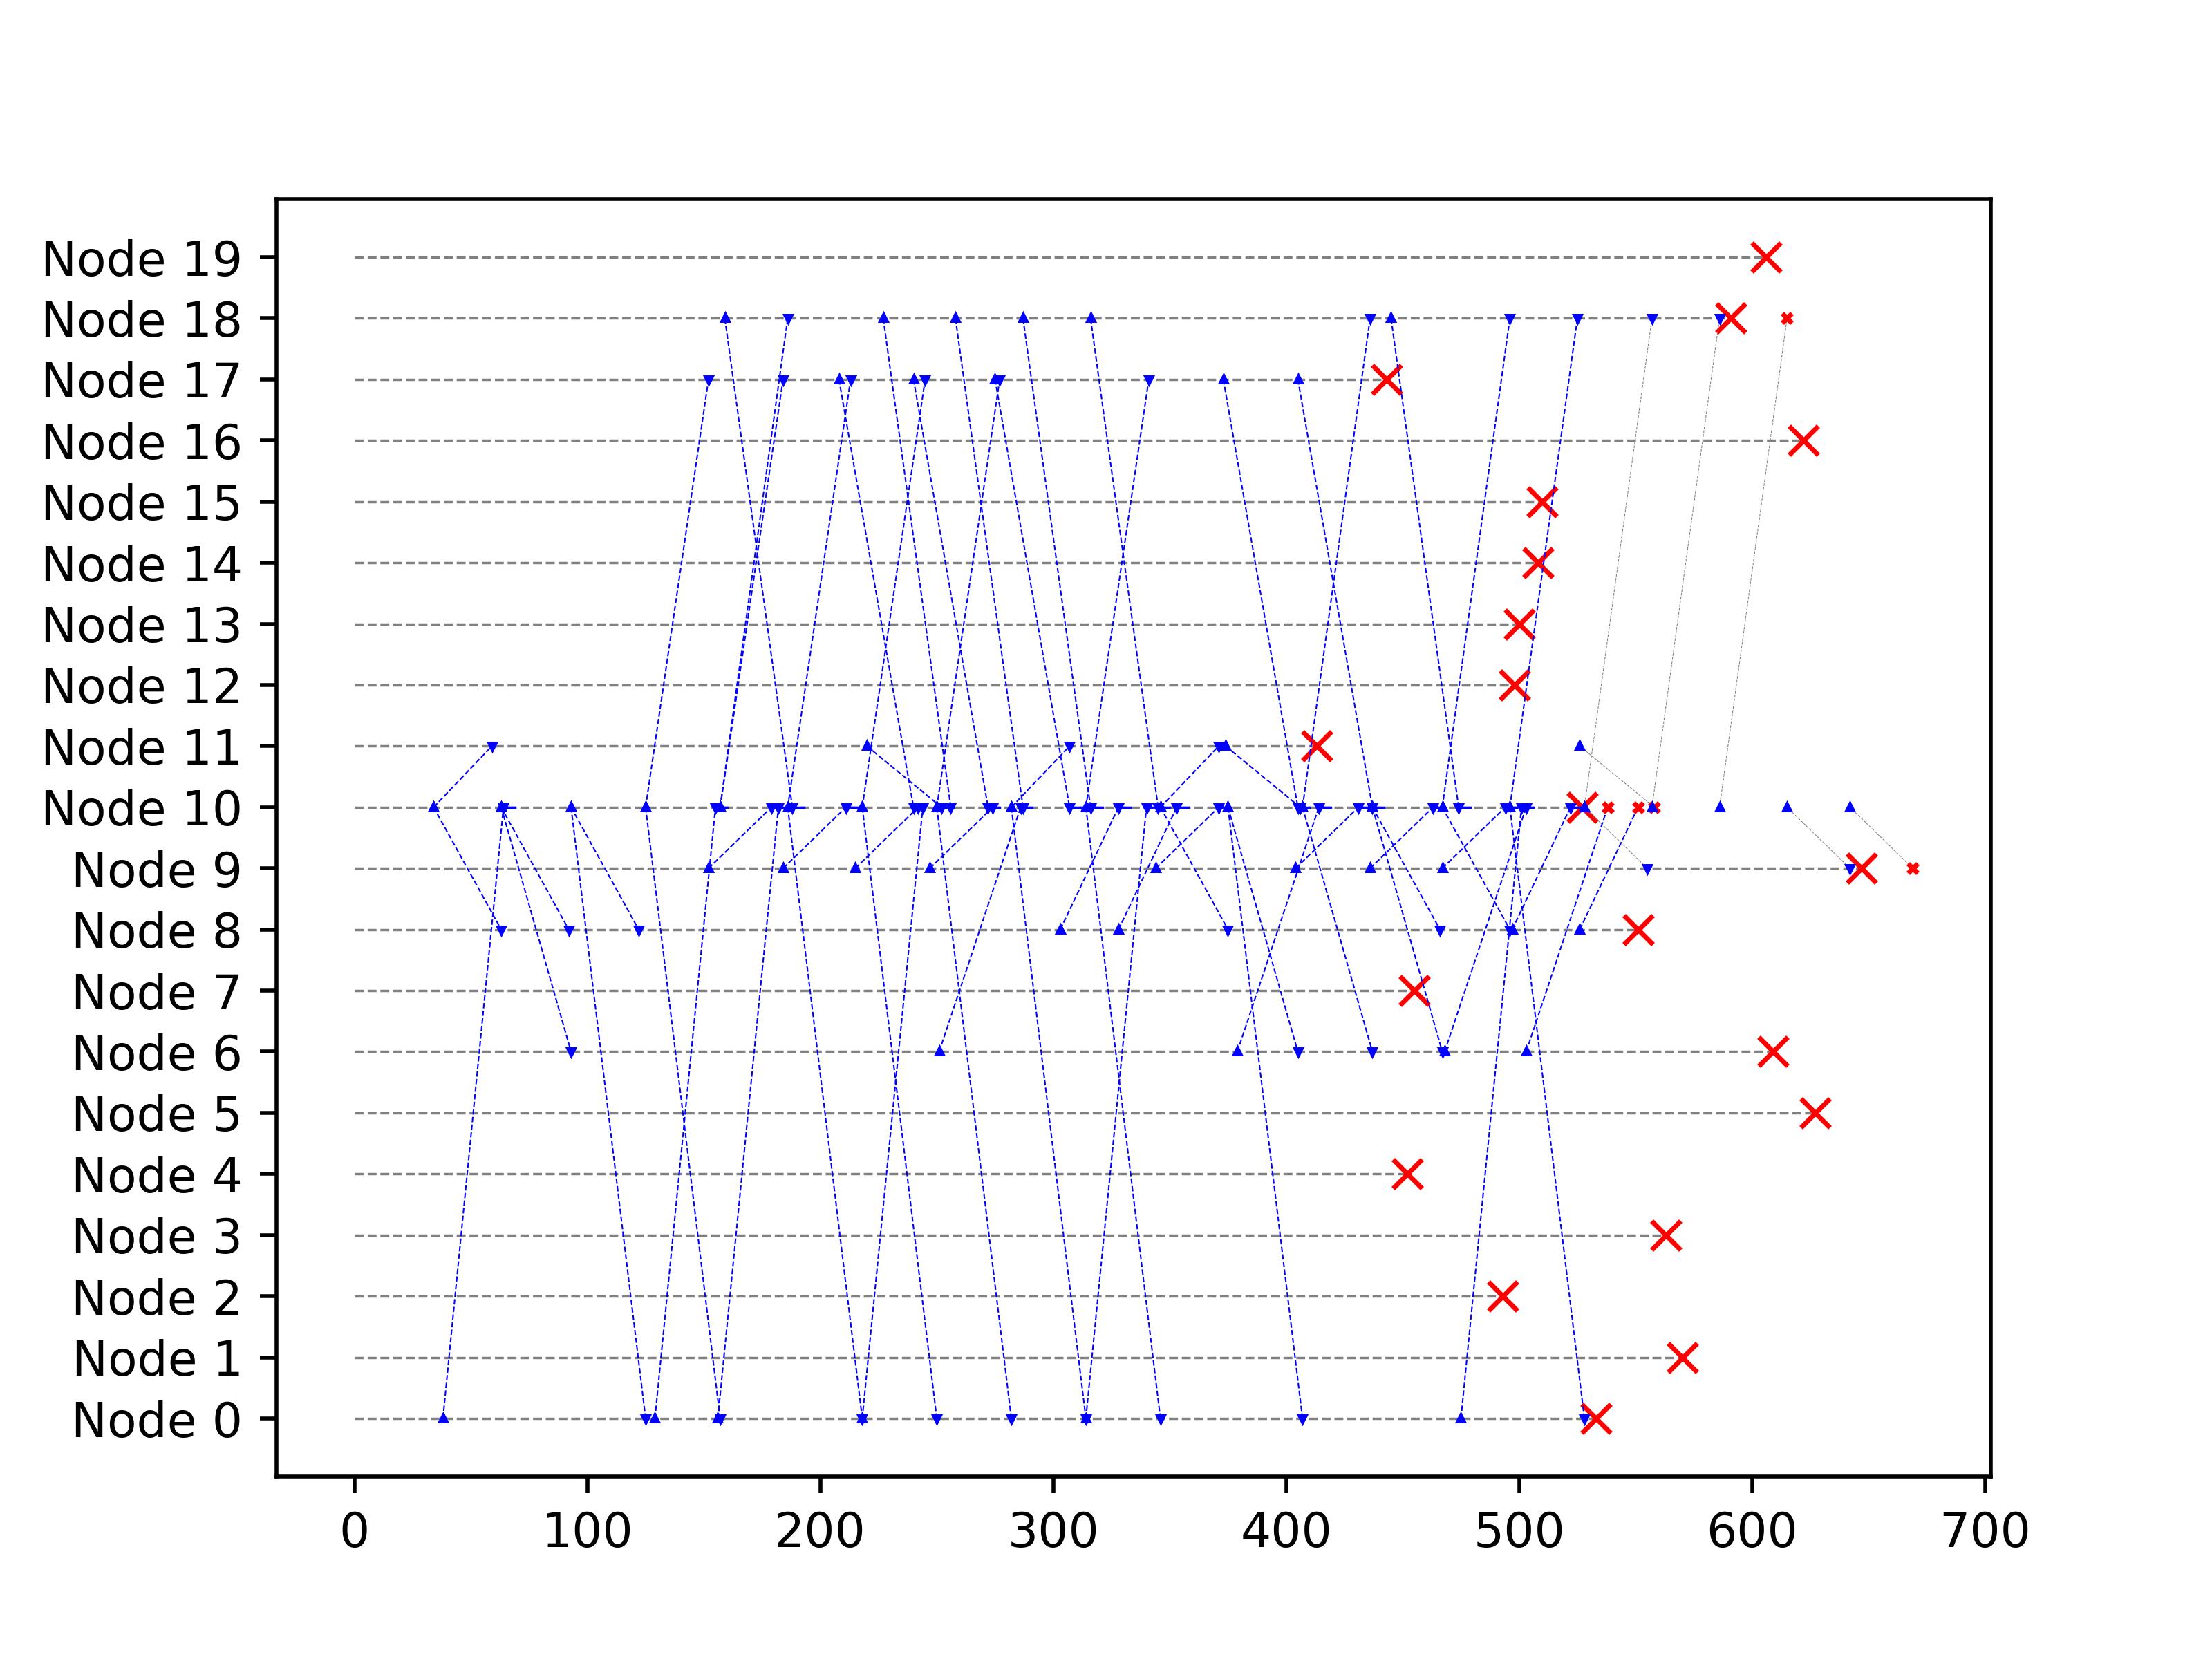 Node 19
Node 18
Node 17
Node 16
Node 15
Node 14
Node 13
Node 12
Node 11
Node 10
Node 9
Node 8
Node 7
Node 6
Node 5
Node 4
Node 3
Node 2
Node 1
Node 0
0 100 200 300 400 500 600 700